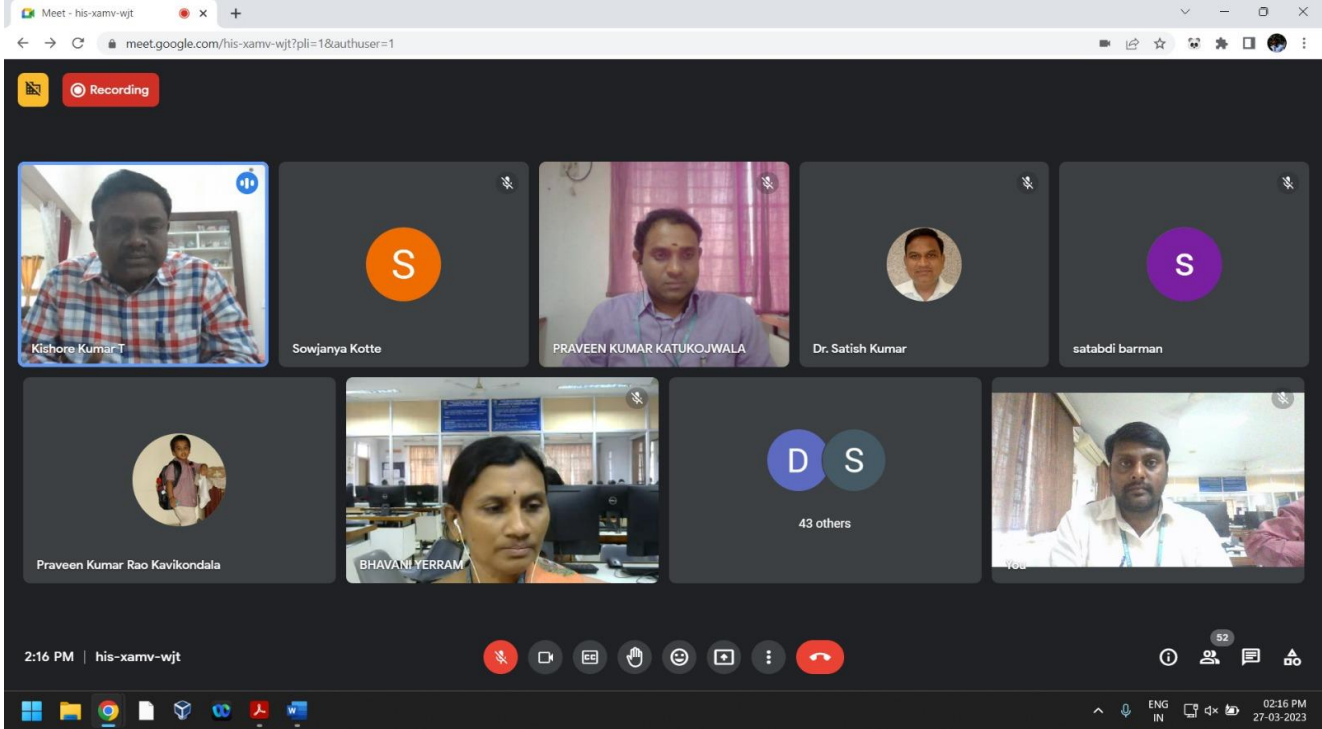 Meet - his-xamv-wjt
meet.google.com/his-xamv-wjt?pli=1&authuser=1
Recording
S
S
Kishore Kumar T
Sowjanya Kotte
PRAVEEN KUMAR KATUKOJWALA
Dr. Satish Kumar
satabdi barman
D S
43 others
Praveen Kumar Rao Kavikondala
BHAVANI YERRAM
You
2:16 PM | his-xamv-wjt
CC
52
ENG
IN
02:16 PM
27-03-2023